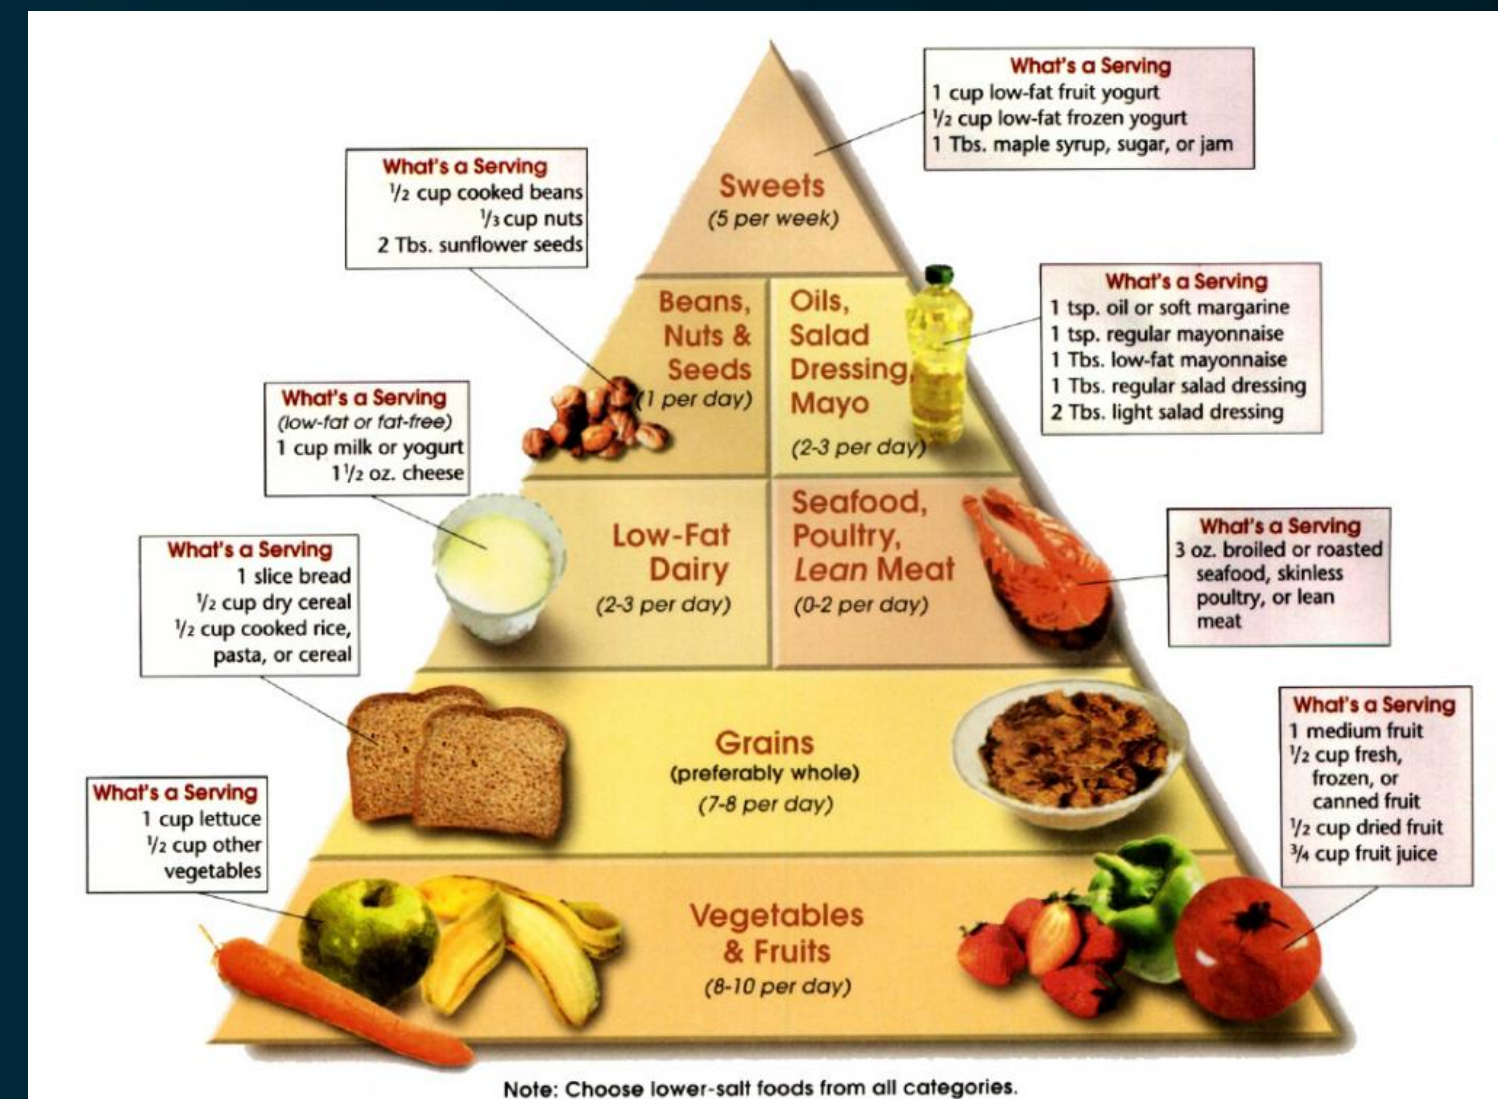 What's a Serving
1 cup low-fat fruit yogurt
½ cup low-fat frozen yogurt
1 Tbs. maple syrup, sugar, or jam
Sweets
(5 per week)
What's a Serving
½ cup cooked beans
⅓ cup nuts
2 Tbs. sunflower seeds
Beans,
Nuts &
Seeds
(1 per day)
Oils,
Salad
Dressing,
Mayo
(2-3 per day)
What's a Serving
1 tsp. oil or soft margarine
1 tsp. regular mayonnaise
1 Tbs. low-fat mayonnaise
1 Tbs. regular salad dressing
2 Tbs. light salad dressing
What's a Serving
(low-fat or fat-free)
1 cup milk or yogurt
1½ oz. cheese
Low-Fat
Dairy
(2-3 per day)
Seafood,
Poultry,
Lean Meat
(0-2 per day)
What's a Serving
3 oz. broiled or roasted
seafood, skinless
poultry, or lean
meat
What's a Serving
1 slice bread
½ cup dry cereal
½ cup cooked rice,
pasta, or cereal
Grains
(preferably whole)
(7-8 per day)
What's a Serving
1 medium fruit
½ cup fresh,
frozen, or
canned fruit
½ cup dried fruit
¾ cup fruit juice
What's a Serving
1 cup lettuce
½ cup other
vegetables
Vegetables
& Fruits
(8-10 per day)
Note: Choose lower-salt foods from all categories.